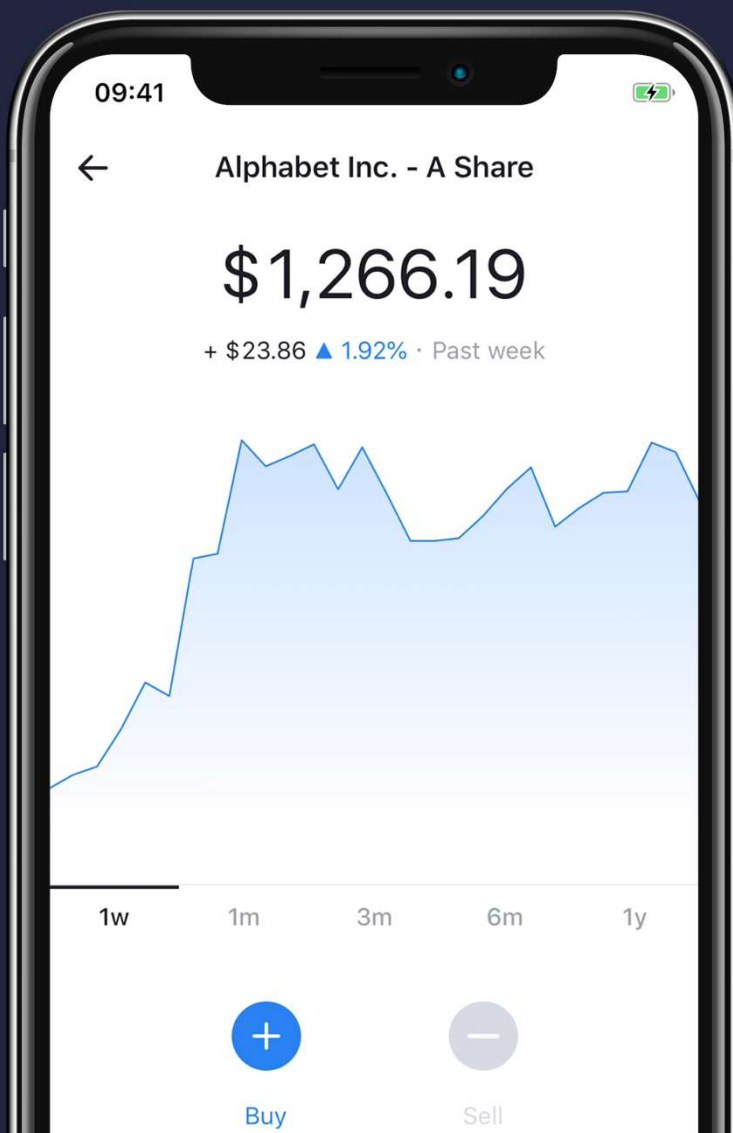 09:41
Alphabet Inc. - A Share
$1,266.19
+ $23.86 ▲ 1.92% · Past week
1w 1m 3m 6m 1y
Buy Sell